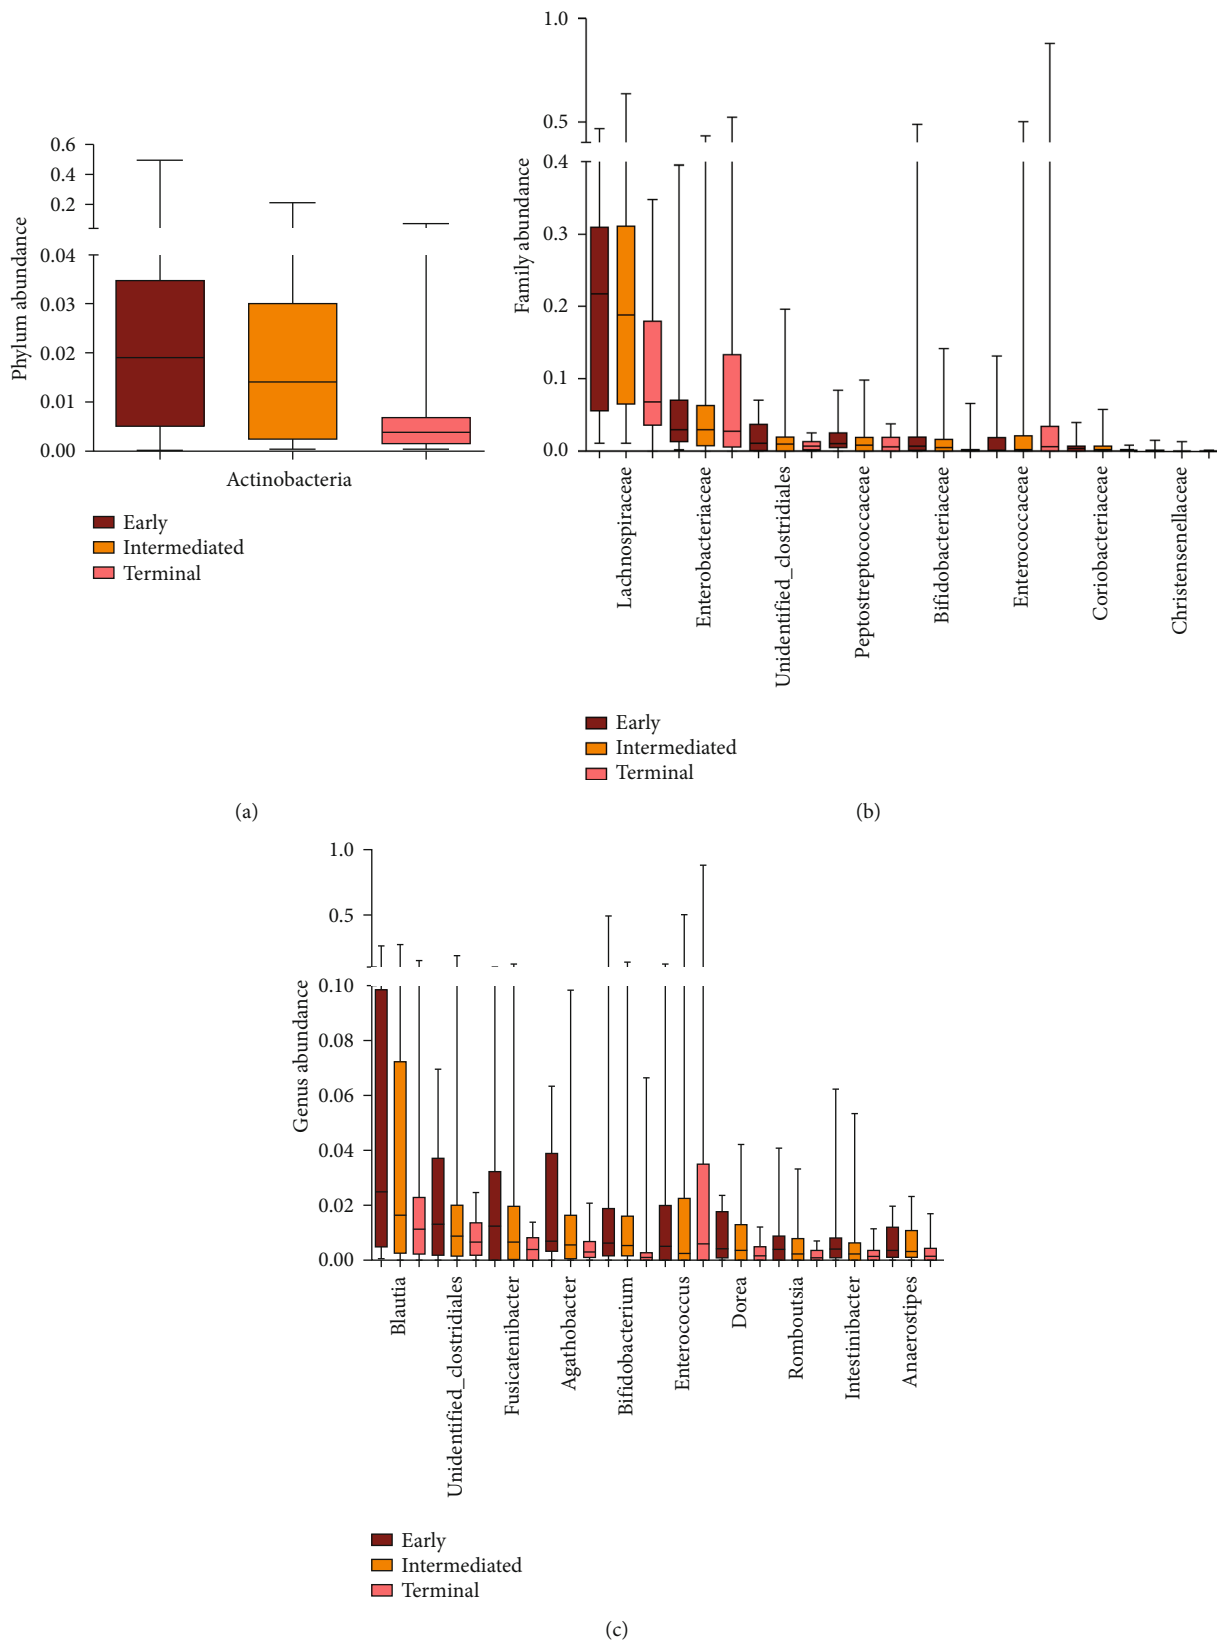 Phylum abundance
0.6
0.4
0.2
0.04
0.03
0.02
0.01
0.00
Actinobacteria
Early
Intermediated
Terminal
(a)
Family abundance
1.0
0.5
0.4
0.3
0.2
0.1
0.0
Lachnospiraceae
Enterobacteriaceae
Unidentified_clostridiales
Peptostreptococcaceae
Bifidobacteriaceae
Enterococcaceae
Coriobacteriaceae
Christensenellaceae
Early
Intermediated
Terminal
(b)
Genus abundance
1.0
0.5
0.10
0.08
0.06
0.04
0.02
0.00
Blautia
Unidentified_clostridiales
Fusicatenibacter
Agathobacter
Bifidobacterium
Enterococcus
Dorea
Romboutsia
Intestinibacter
Anaerostipes
Early
Intermediated
Terminal
(c)